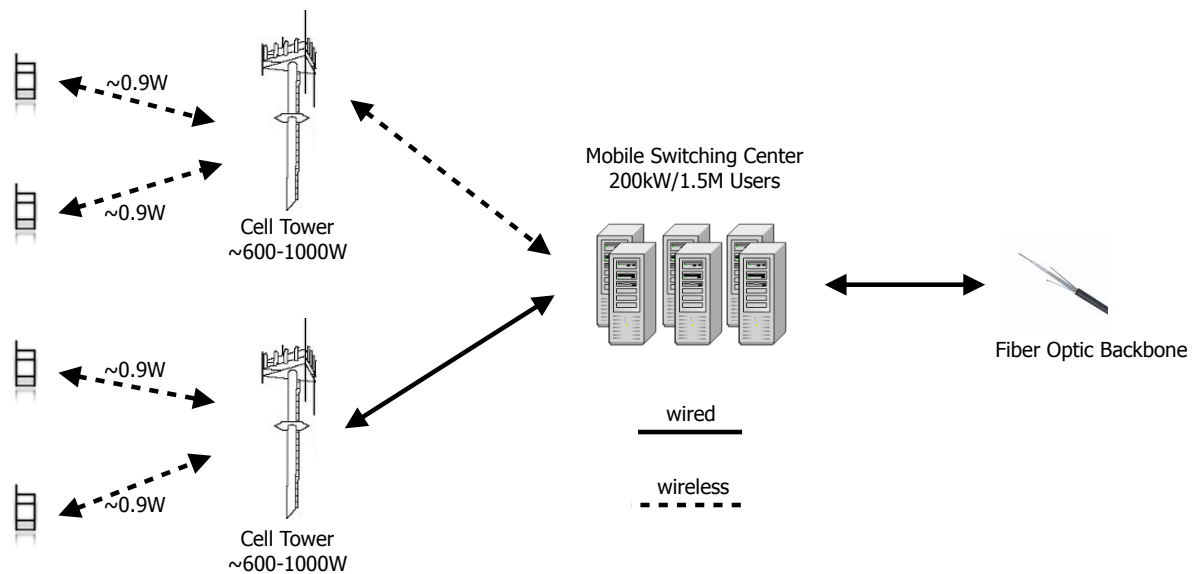 ~0.9W
~0.9W
Cell Tower
~600-1000W
Mobile Switching Center
200kW/1.5M Users
Fiber Optic Backbone
~0.9W
~0.9W
Cell Tower
~600-1000W
wired
wireless